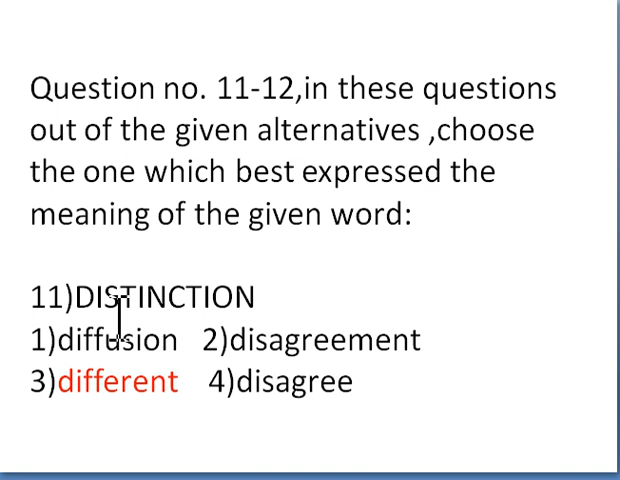 Question no. 11-12,in these questions
out of the given alternatives ,choose
the one which best expressed the
meaning of the given word:
11)DISTINCTION
1)diffusion 2)disagreement
3)different 4)disagree